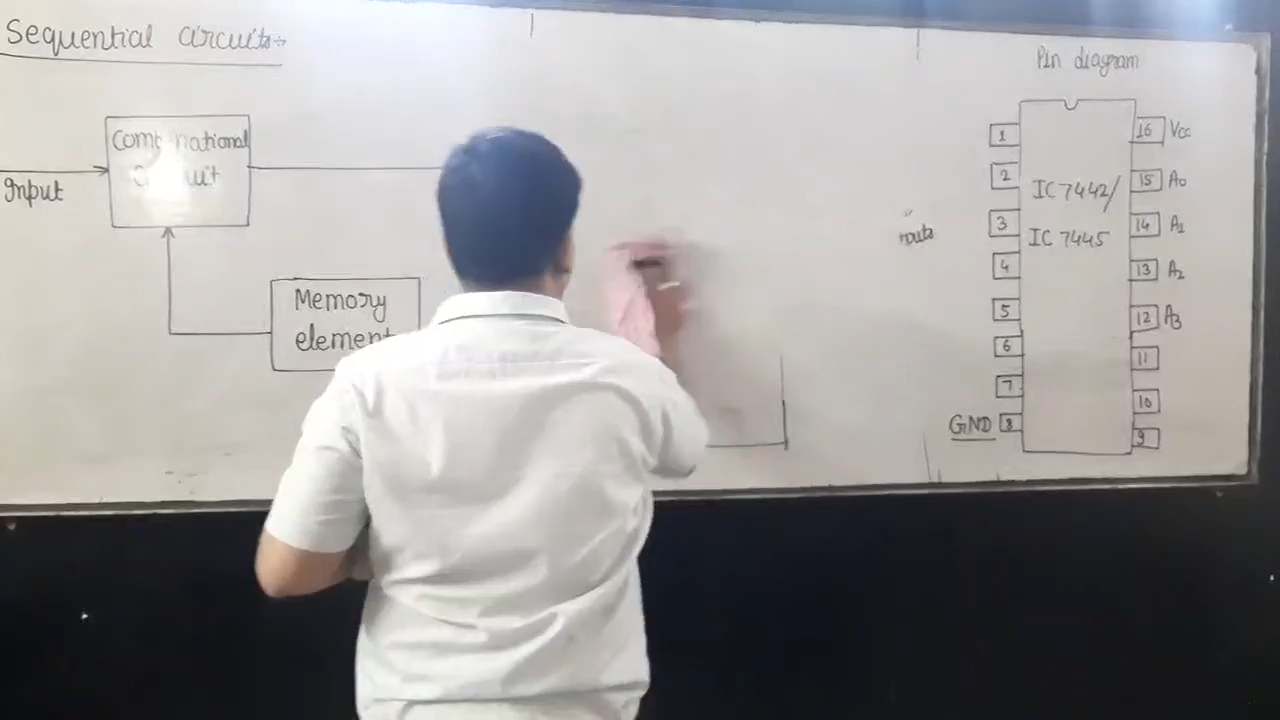 Sequential circuits :-
Combinational
circuit
Input
Memory
element
Pin diagram
1
2
3
4
5
6
7
GND 8
IC 7442/
IC 7445
16 Vcc
15 A0
14 A1
13 A2
12 A3
11
10
9